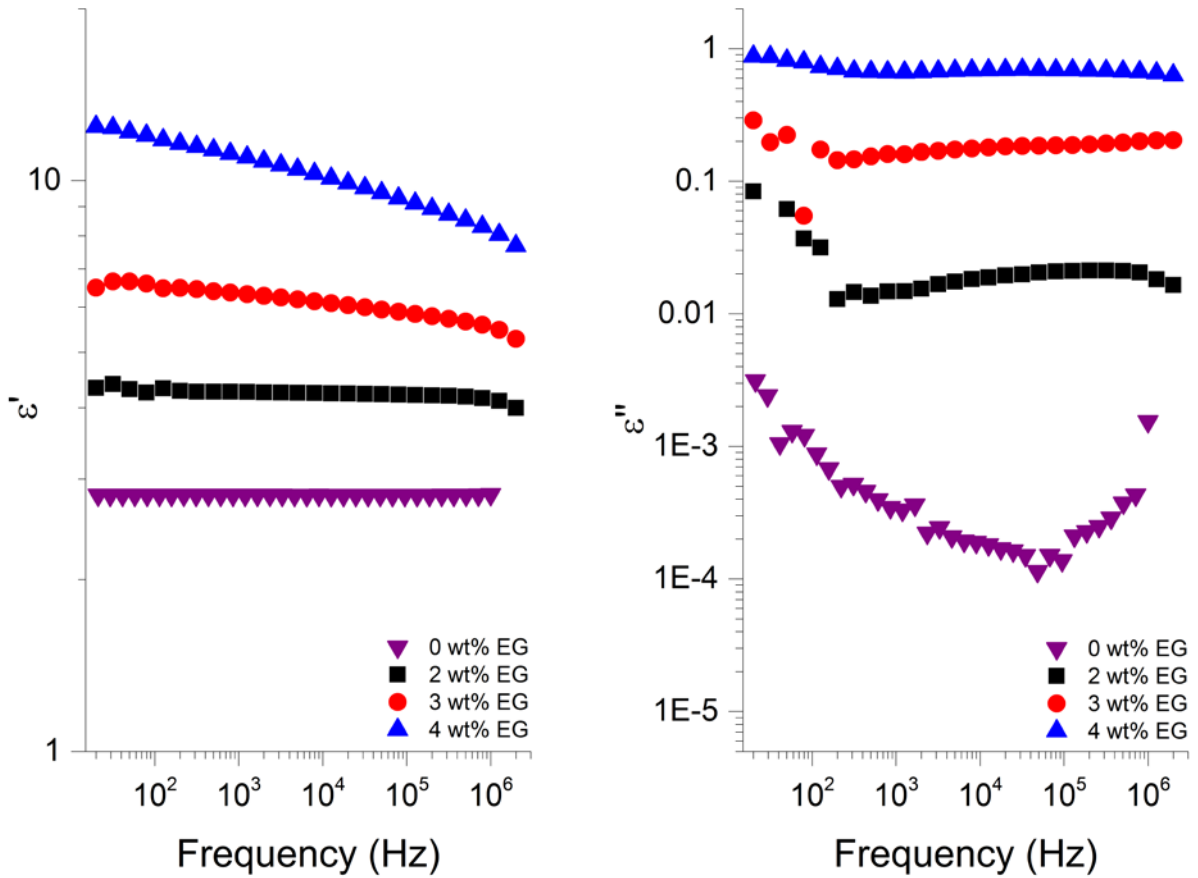 ε'
10
1
0 wt% EG
2 wt% EG
3 wt% EG
4 wt% EG
10² 10³ 10⁴ 10⁵ 10⁶
Frequency (Hz)
ε"
1
0.1
0.01
1E-3
1E-4
1E-5
0 wt% EG
2 wt% EG
3 wt% EG
4 wt% EG
10² 10³ 10⁴ 10⁵ 10⁶
Frequency (Hz)